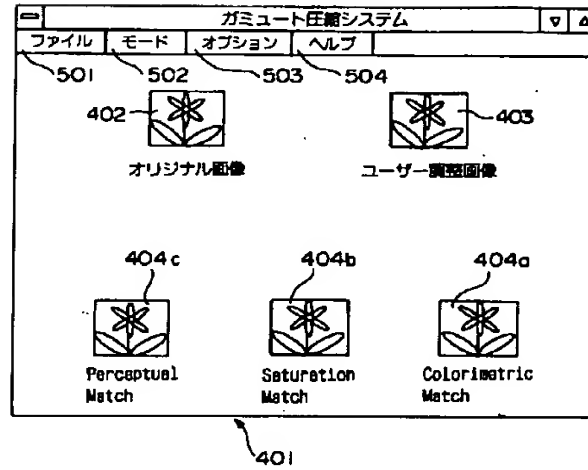 ガミュート圧縮システム
ファイル モード オプション ヘルプ
501 502 503 504
402 403
オリジナル画像 ユーザー調整画像
404c 404b 404a
Perceptual Match
Saturation Match
Colorimetric Match
401